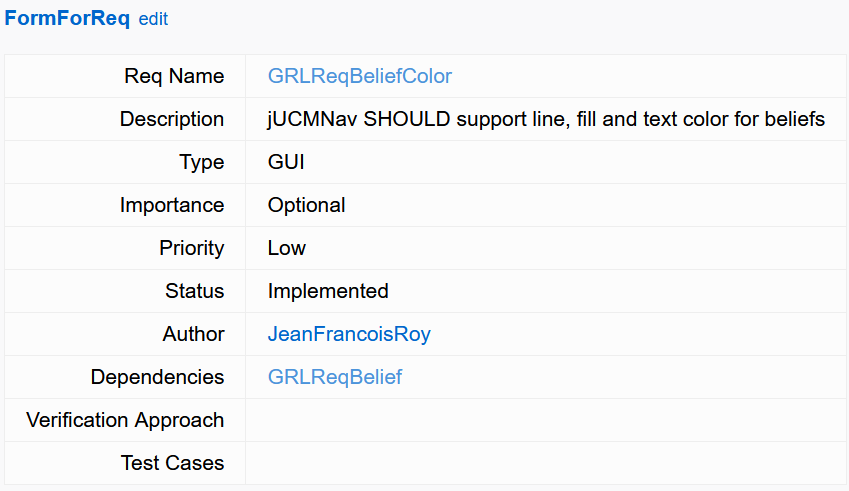 FormForReq edit
Req Name GRLReqBeliefColor
Description jUCMNav SHOULD support line, fill and text color for beliefs
Type GUI
Importance Optional
Priority Low
Status Implemented
Author JeanFrancoisRoy
Dependencies GRLReqBelief
Verification Approach
Test Cases